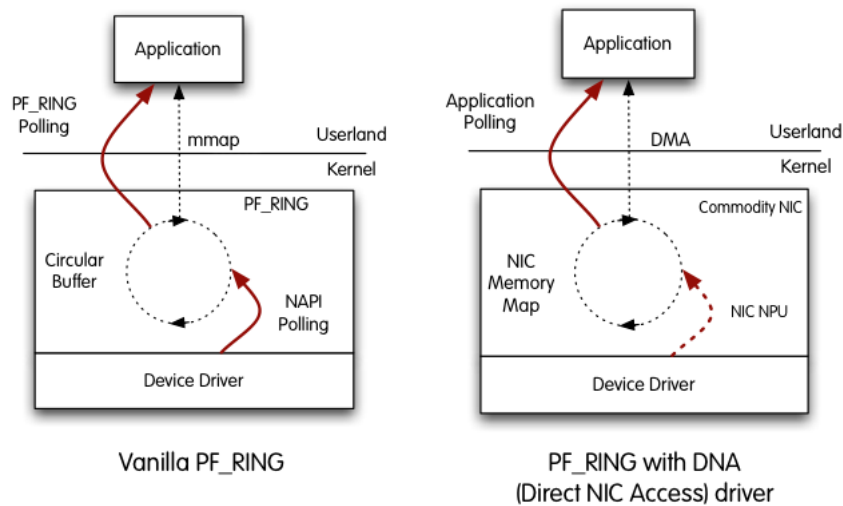 Application
PF_RING
Polling
mmap
Userland
Kernel
PF_RING
Circular
Buffer
NAPI
Polling
Device Driver
Vanilla PF_RING
Application
Application
Polling
DMA
Userland
Kernel
Commodity NIC
NIC
Memory
Map
NIC NPU
Device Driver
PF_RING with DNA
(Direct NIC Access) driver